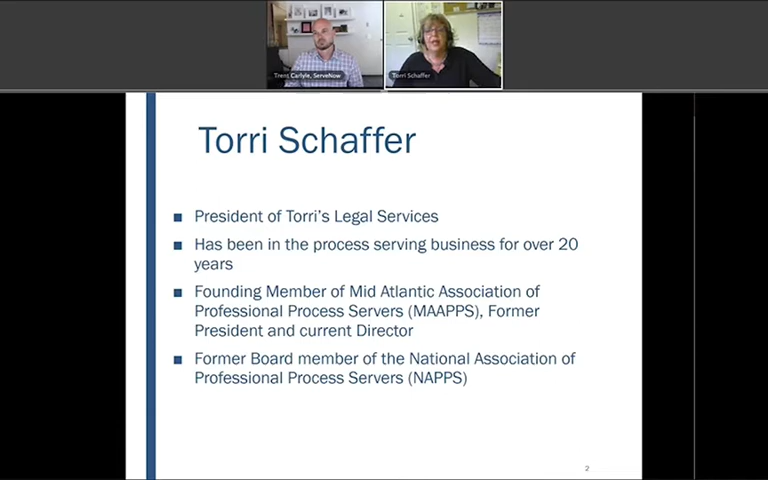 Trent Carlyle, ServeNow
Torri Schaffer
Torri Schaffer
■ President of Torri's Legal Services
■ Has been in the process serving business for over 20
years
■ Founding Member of Mid Atlantic Association of
Professional Process Servers (MAAPPS), Former
President and current Director
■ Former Board member of the National Association of
Professional Process Servers (NAPPS)
2